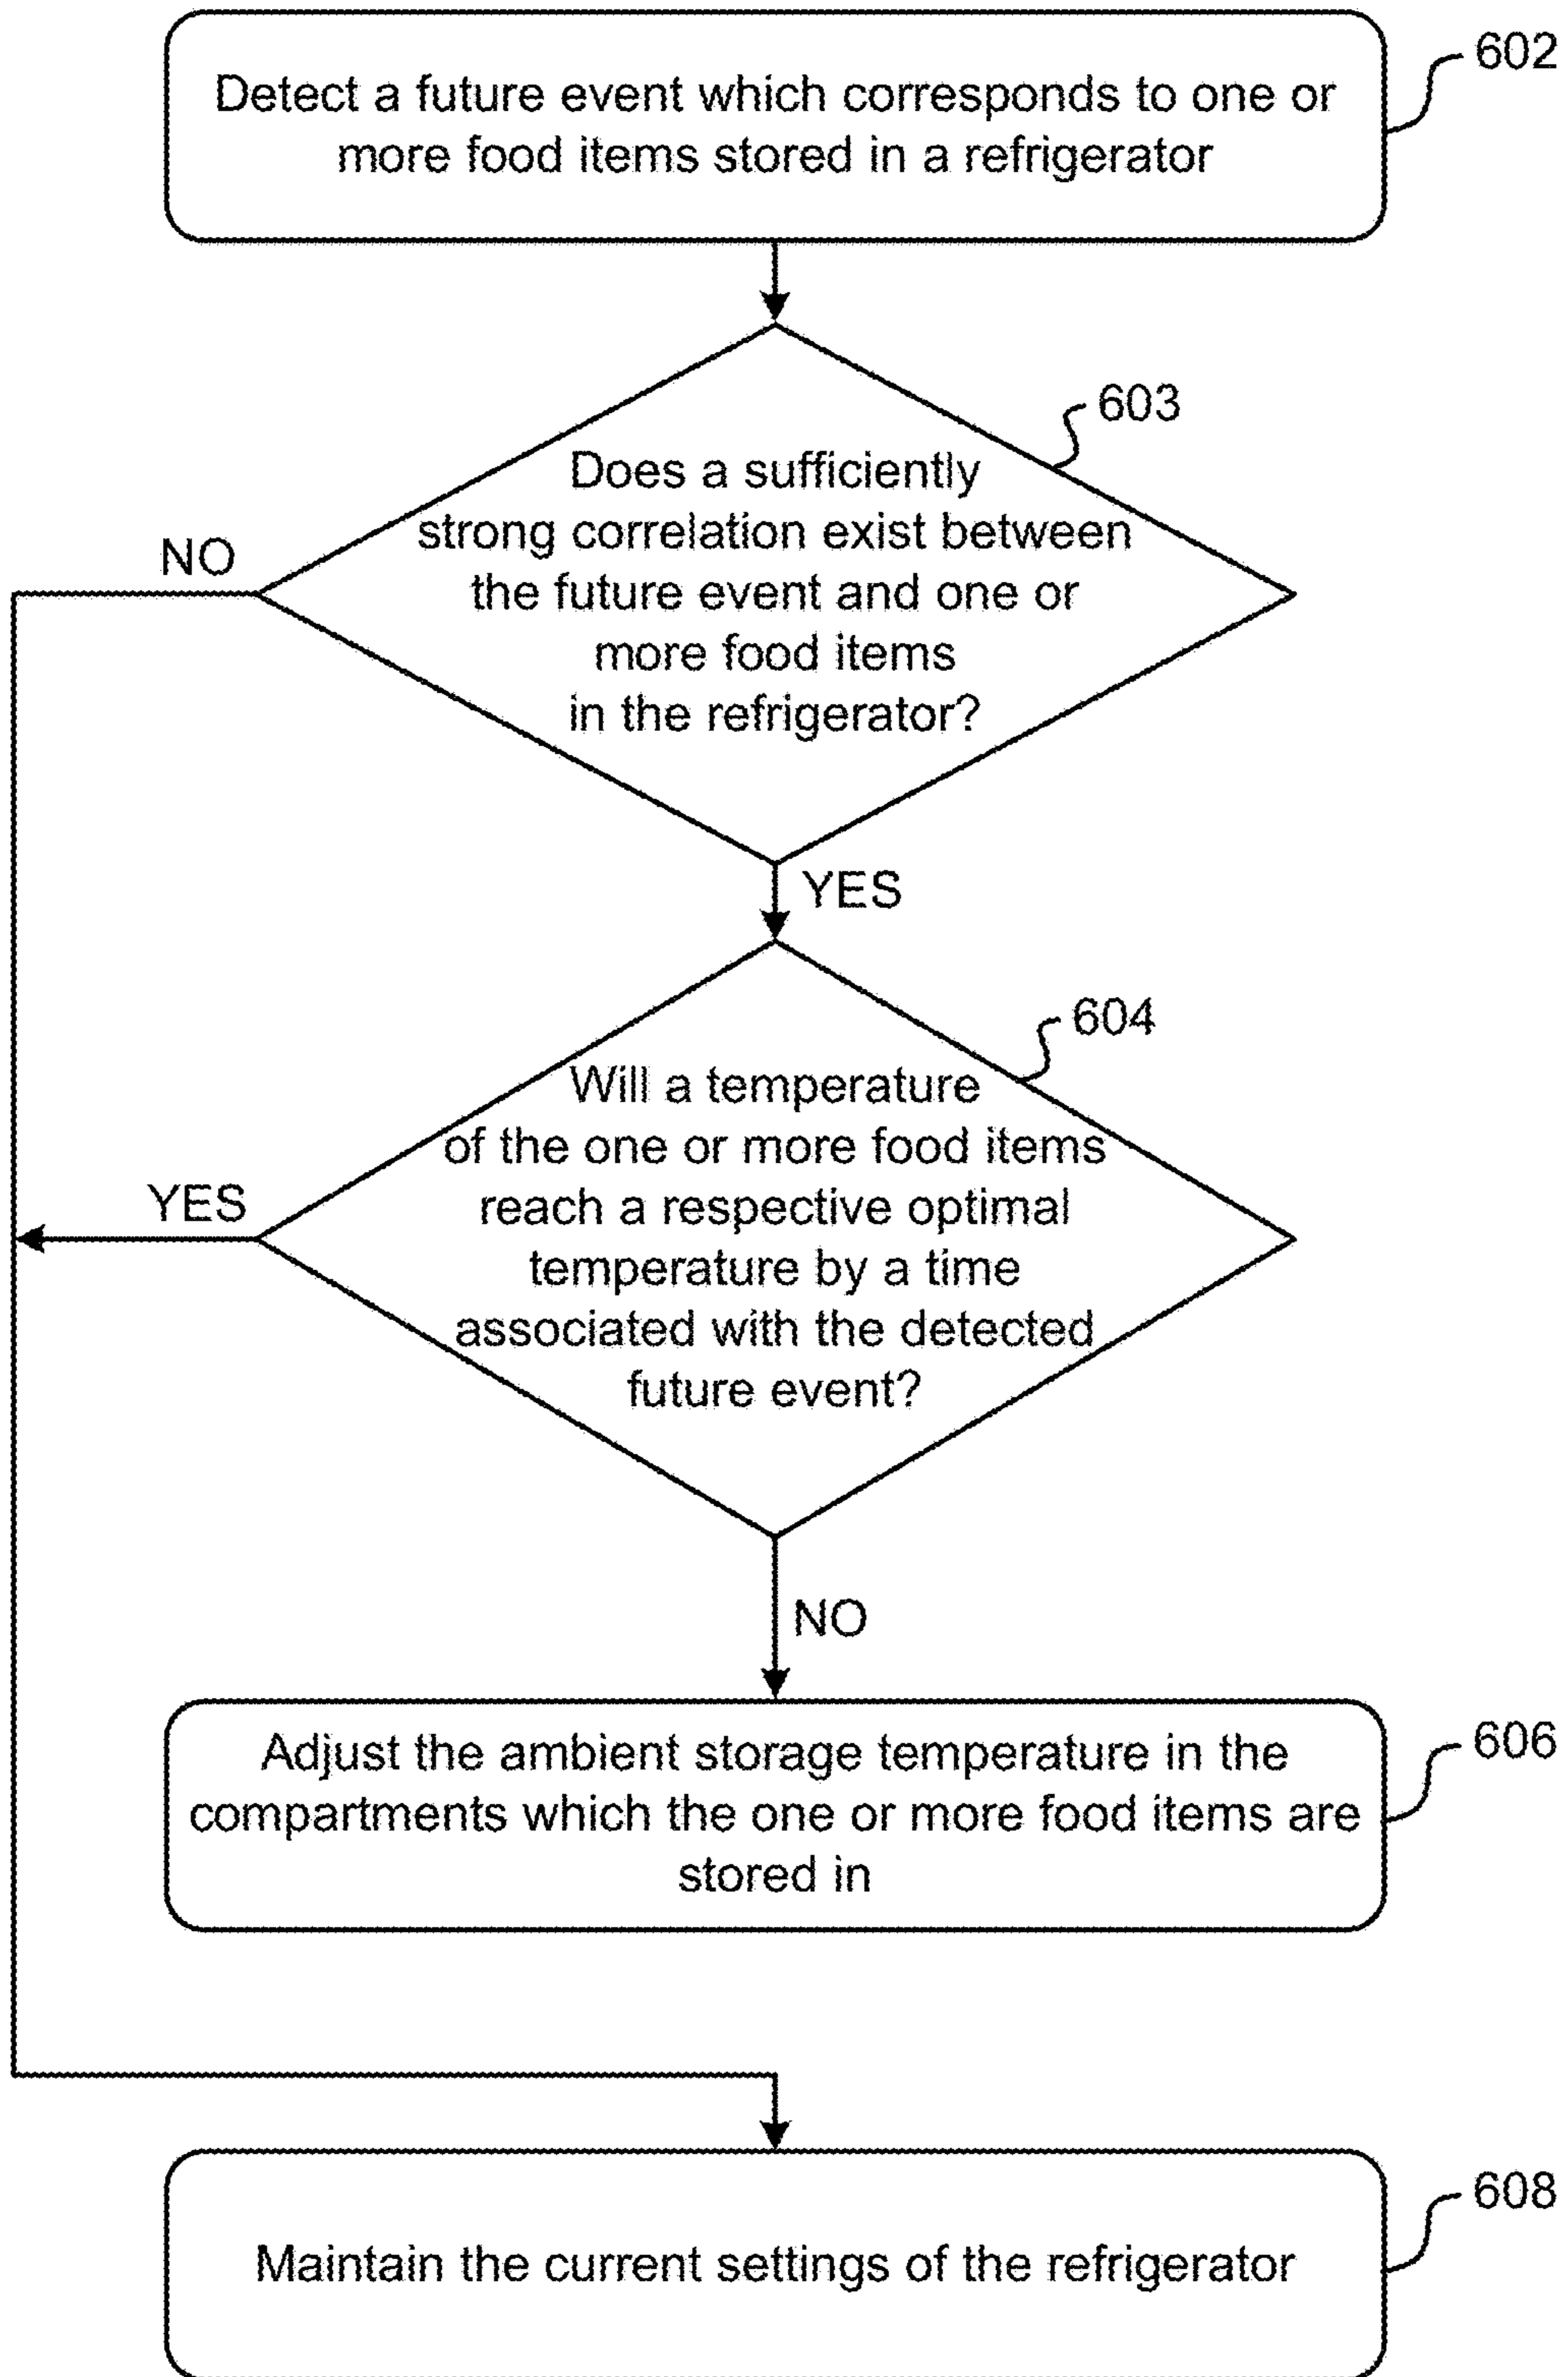 602
Detect a future event which corresponds to one or
more food items stored in a refrigerator
603
Does a sufficiently
strong correlation exist between
the future event and one or
more food items
in the refrigerator?
NO
YES
604
Will a temperature
of the one or more food items
reach a respective optimal
temperature by a time
associated with the detected
future event?
YES
NO
606
Adjust the ambient storage temperature in the
compartments which the one or more food items are
stored in
608
Maintain the current settings of the refrigerator